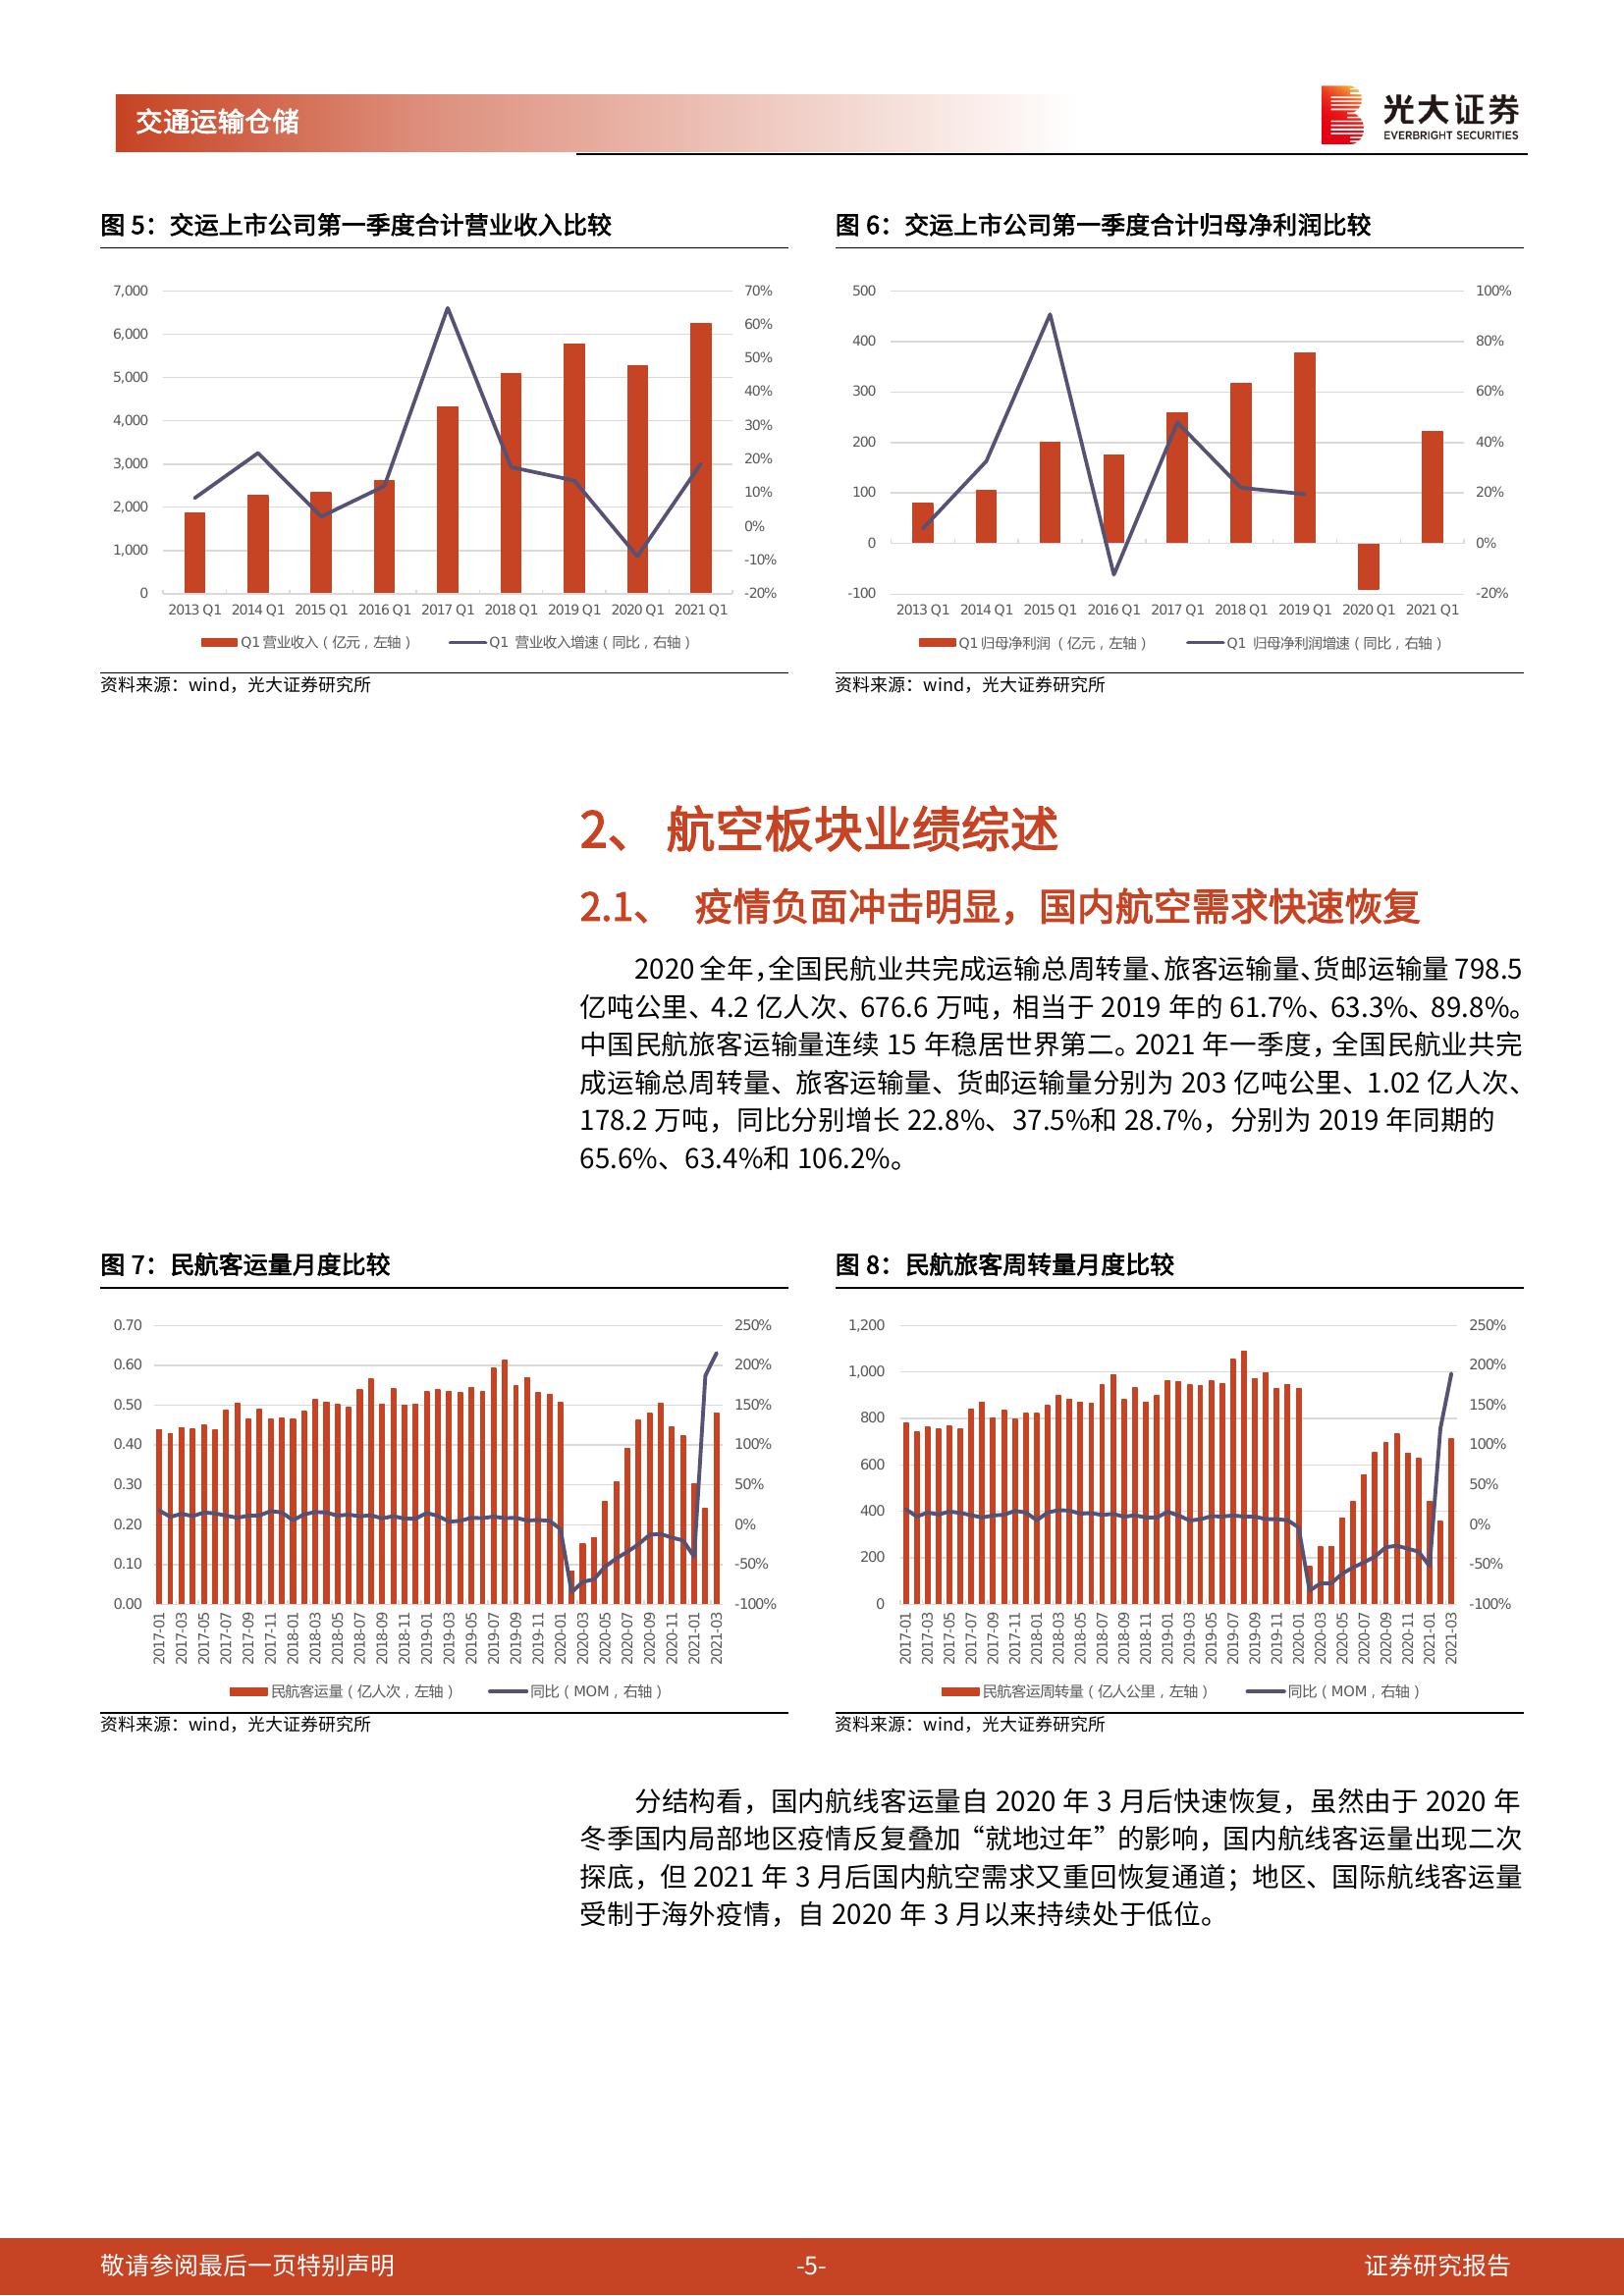 交通运输仓储
光大证券
EVERBRIGHT SECURITIES
图 5：交运上市公司第一季度合计营业收入比较
7,000
6,000
5,000
4,000
3,000
2,000
1,000
0
70%
60%
50%
40%
30%
20%
10%
0%
-10%
-20%
2013 Q1 2014 Q1 2015 Q1 2016 Q1 2017 Q1 2018 Q1 2019 Q1 2020 Q1 2021 Q1
Q1 营业收入（亿元，左轴） Q1 营业收入增速（同比，右轴）
资料来源：wind，光大证券研究所
图 6：交运上市公司第一季度合计归母净利润比较
500
400
300
200
100
0
-100
100%
80%
60%
40%
20%
0%
-20%
2013 Q1 2014 Q1 2015 Q1 2016 Q1 2017 Q1 2018 Q1 2019 Q1 2020 Q1 2021 Q1
Q1 归母净利润（亿元，左轴） Q1 归母净利润增速（同比，右轴）
资料来源：wind，光大证券研究所
2、 航空板块业绩综述
2.1、 疫情负面冲击明显，国内航空需求快速恢复
2020 全年，全国民航业共完成运输总周转量、旅客运输量、货邮运输量 798.5
亿吨公里、4.2 亿人次、676.6 万吨，相当于 2019 年的 61.7%、63.3%、89.8%。
中国民航旅客运输量连续 15 年稳居世界第二。2021 年一季度，全国民航业共完
成运输总周转量、旅客运输量、货邮运输量分别为 203 亿吨公里、1.02 亿人次、
178.2 万吨，同比分别增长 22.8%、37.5%和 28.7%，分别为 2019 年同期的
65.6%、63.4%和 106.2%。
图 7：民航客运量月度比较
0.70
0.60
0.50
0.40
0.30
0.20
0.10
0.00
250%
200%
150%
100%
50%
0%
-50%
-100%
2017-01 2017-03 2017-05 2017-07 2017-09 2017-11 2018-01 2018-03 2018-05 2018-07 2018-09 2018-11 2019-01 2019-03 2019-05 2019-07 2019-09 2019-11 2020-01 2020-03 2020-05 2020-07 2020-09 2020-11 2021-01 2021-03
民航客运量（亿人次，左轴） 同比（MOM，右轴）
资料来源：wind，光大证券研究所
图 8：民航旅客周转量月度比较
1,200
1,000
800
600
400
200
0
250%
200%
150%
100%
50%
0%
-50%
-100%
2017-01 2017-03 2017-05 2017-07 2017-09 2017-11 2018-01 2018-03 2018-05 2018-07 2018-09 2018-11 2019-01 2019-03 2019-05 2019-07 2019-09 2019-11 2020-01 2020-03 2020-05 2020-07 2020-09 2020-11 2021-01 2021-03
民航客运周转量（亿人公里，左轴） 同比（MOM，右轴）
资料来源：wind，光大证券研究所
分结构看，国内航线客运量自 2020 年 3 月后快速恢复，虽然由于 2020 年
冬季国内局部地区疫情反复叠加“就地过年”的影响，国内航线客运量出现二次
探底，但 2021 年 3 月后国内航空需求又重回恢复通道；地区、国际航线客运量
受制于海外疫情，自 2020 年 3 月以来持续处于低位。
敬请参阅最后一页特别声明
-5-
证券研究报告